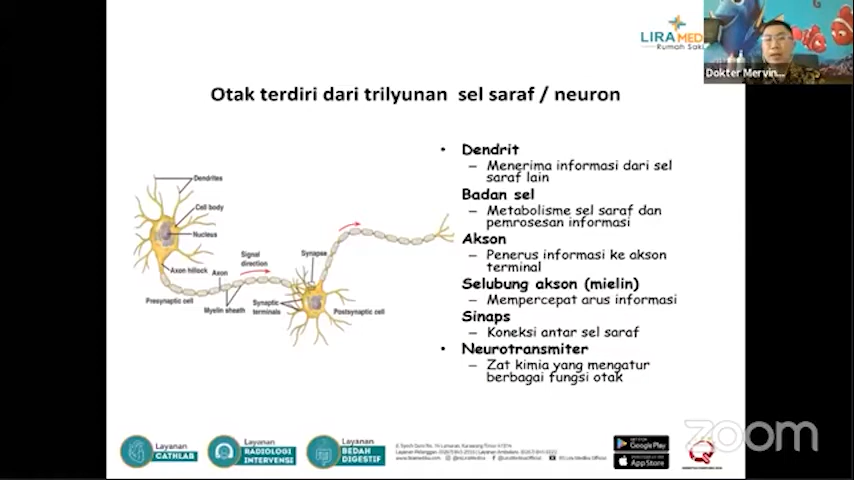 LIRA MED
Rumah Saki
Dokter Mervin...
Otak terdiri dari trilyunan sel saraf / neuron
• Dendrit
– Menerima informasi dari sel
saraf lain
Badan sel
– Metabolisme sel saraf dan
pemrosesan informasi
Akson
– Penerus informasi ke akson
terminal
Selubung akson (mielin)
– Mempercepat arus informasi
Sinaps
– Koneksi antar sel saraf
• Neurotransmiter
– Zat kimia yang mengatur
berbagai fungsi otak
Dendrites
Cell body
Nucleus
Axon hillock
Axon
Signal
direction
Synapse
Presynaptic cell
Myelin sheath
Synaptic
terminals
Postsynaptic cell
Layanan
CATHLAB
Layanan
RADIOLOGI
INTERVENSI
Layanan
BEDAH
DIGESTIF
GET IT ON
Google Play
App Store
zoom